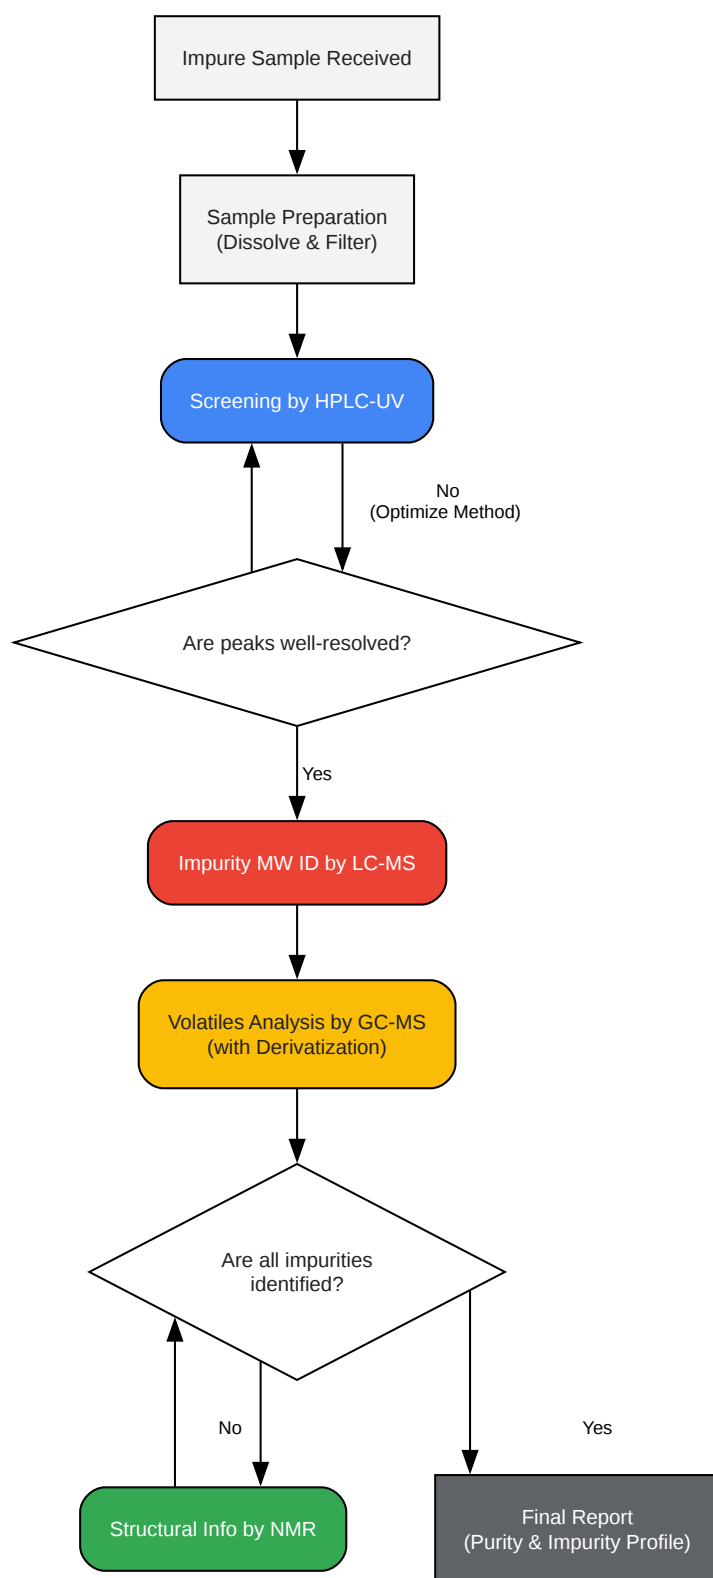 Impure Sample Received
Sample Preparation
(Dissolve & Filter)
Screening by HPLC-UV
No
(Optimize Method)
Are peaks well-resolved?
Yes
Impurity MW ID by LC-MS
Volatiles Analysis by GC-MS
(with Derivatization)
Are all impurities
identified?
No
Yes
Structural Info by NMR
Final Report
(Purity & Impurity Profile)